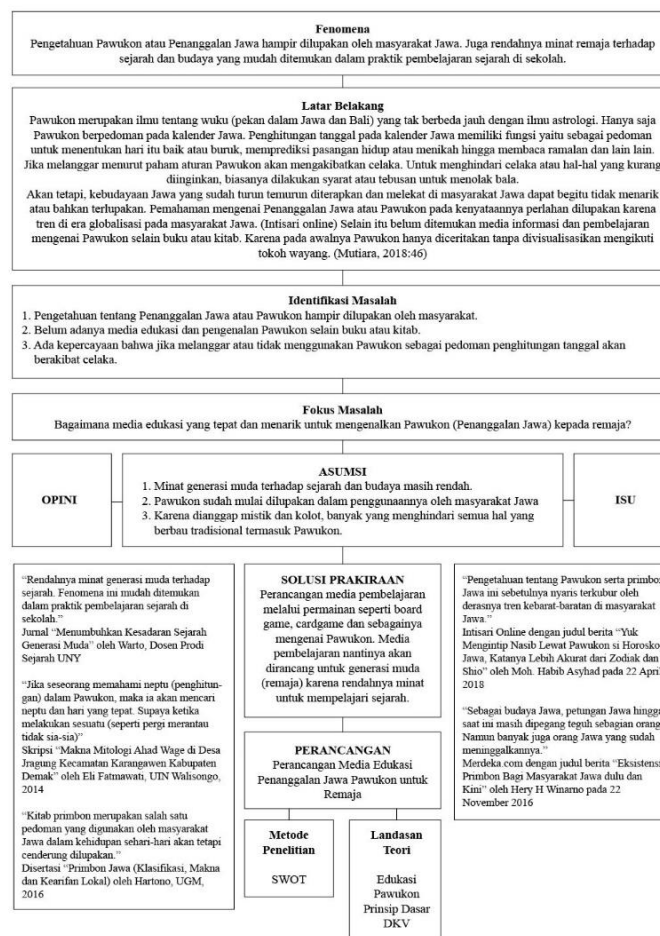 Fenomena
Pengetahuan Pawukon atau Penanggalan Jawa hampir dilupakan oleh masyarakat Jawa. Juga rendahnya minat remaja terhadap
sejarah dan budaya yang mudah ditemukan dalam praktik pembelajaran sejarah di sekolah.
Latar Belakang
Pawukon merupakan ilmu tentang wuku (pekan dalam Jawa dan Bali) yang tak berbeda jauh dengan ilmu astrologi. Hanya saja
Pawukon berpedoman pada kalender Jawa. Penghitungan tanggal pada kalender Jawa memiliki fungsi yaitu sebagai pedoman
untuk menentukan hari itu baik atau buruk, memprediksi pasangan hidup atau menikah hingga membaca ramalan dan lain lain.
Jika melanggar menurut paham aturan Pawukon akan mengakibatkan celaka. Untuk menghindari celaka atau hal-hal yang kurang
diinginkan, biasanya dilakukan syarat atau tebusan untuk menolak bala.
Akan tetapi, kebudayaan Jawa yang sudah turun temurun diterapkan dan melekat di masyarakat Jawa dapat begitu tidak menarik
atau bahkan terlupakan. Pemahaman mengenai Penanggalan Jawa atau Pawukon pada kenyataannya perlahan dilupakan karena
tren di era globalisasi pada masyarakat Jawa. (Intisari online) Selain itu belum ditemukan media informasi dan pembelajaran
mengenai Pawukon selain buku atau kitab. Karena pada awalnya Pawukon hanya diceritakan tanpa divisualisasikan mengikuti
tokoh wayang. (Mutiara, 2018:46)
Identifikasi Masalah
1. Pengetahuan tentang Penanggalan Jawa atau Pawukon hampir dilupakan oleh masyarakat.
2. Belum adanya media edukasi dan pengenalan Pawukon selain buku atau kitab.
3. Ada kepercayaan bahwa jika melanggar atau tidak menggunakan Pawukon sebagai pedoman penghitungan tanggal akan
berakibat celaka.
Fokus Masalah
Bagaimana media edukasi yang tepat dan menarik untuk mengenalkan Pawukon (Penanggalan Jawa) kepada remaja?
OPINI
ASUMSI
1. Minat generasi muda terhadap sejarah dan budaya masih rendah.
2. Pawukon sudah mulai dilupakan dalam penggunaannya oleh masyarakat Jawa
3. Karena dianggap mistik dan kolot, banyak yang menghindari semua hal yang
berbau tradisional termasuk Pawukon.
ISU
"Rendahnya minat generasi muda terhadap
sejarah. Fenomena ini mudah ditemukan
dalam praktik pembelajaran sejarah di
sekolah."
Jurnal "Menumbuhkan Kesadaran Sejarah
Generasi Muda" oleh Warto, Dosen Prodi
Sejarah UNY
"Jika seseorang memahami neptu (penghitun-
gan) dalam Pawukon, maka ia akan mencari
neptu dan hari yang tepat. Supaya ketika
melakukan sesuatu (seperti pergi merantau
tidak sia-sia)"
Skripsi "Makna Mitologi Ahad Wage di Desa
Jragung Kecamatan Karangawen Kabupaten
Demak" oleh Eli Fatmawati, UIN Walisongo,
2014
"Kitab primbon merupakan salah satu
pedoman yang digunakan oleh masyarakat
Jawa dalam kehidupan sehari-hari akan tetapi
cenderung dilupakan."
Disertasi "Primbon Jawa (Klasifikasi, Makna
dan Kearifan Lokal) oleh Hartono, UGM,
2016
SOLUSI PRAKIRAAN
Perancangan media pembelajaran
melalui permainan seperti board
game, cardgame dan sebagainya
mengenai Pawukon. Media
pembelajaran nantinya akan
dirancang untuk generasi muda
(remaja) karena rendahnya minat
untuk mempelajari sejarah.
PERANCANGAN
Perancangan Media Edukasi
Penanggalan Jawa Pawukon untuk
Remaja
Metode
Penelitian
SWOT
Landasan
Teori
Edukasi
Pawukon
Prinsip Dasar
DKV
"Pengetahuan tentang Pawukon serta primbon
Jawa ini sebetulnya nyaris terkubur oleh
derasnya tren kebarat-baratan di masyarakat
Jawa."
Intisari Online dengan judul berita "Yuk
Mengintip Nasib Lewat Pawukon si Horosko
Jawa, Katanya Lebih Akurat dari Zodiak dan
Shio" oleh Moh. Habib Asyhad pada 22 April
2018
"Sebagai budaya Jawa, petungan Jawa hingga
saat ini masih dipegang teguh sebagian orang
Namun banyak juga orang Jawa yang sudah
meninggalkannya."
Merdeka.com dengan judul berita "Eksistensi
Primbon Bagi Masyarakat Jawa dulu dan
Kini" oleh Hery H Winarno pada 22
November 2016